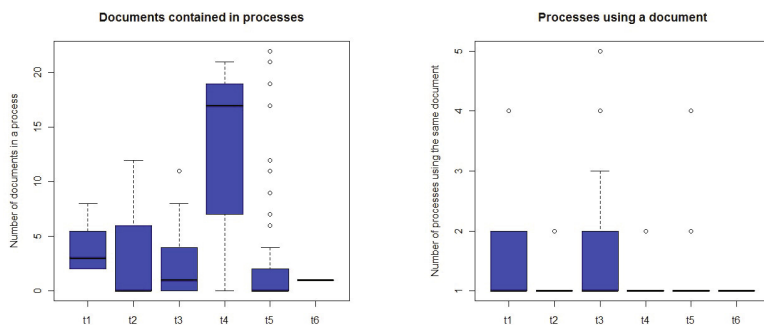 Documents contained in processes
Number of documents in a process
20
15
10
5
0
t1 t2 t3 t4 t5 t6
Processes using a document
Number of processes using the same document
5
4
3
2
1
t1 t2 t3 t4 t5 t6